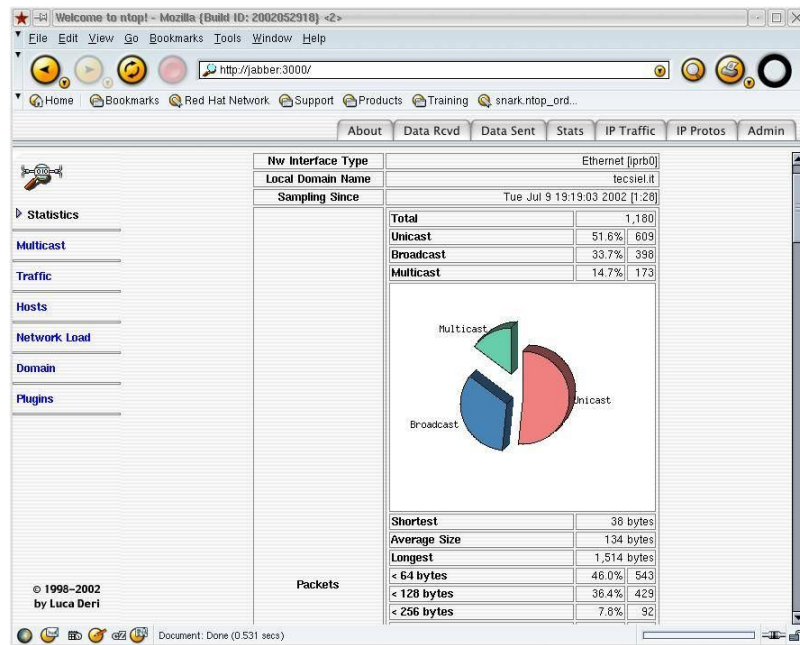 Welcome to ntop! - Mozilla {Build ID: 2002052918} <2>
File Edit View Go Bookmarks Tools Window Help
http://jabber:3000/
Home Bookmarks Red Hat Network Support Products Training snark.ntop_ord...
About Data Rcvd Data Sent Stats IP Traffic IP Protos Admin
Nw Interface Type Ethernet [iprb0]
Local Domain Name tecsiel.it
Sampling Since Tue Jul 9 19:19:03 2002 [1:28]
Statistics
Multicast
Traffic
Hosts
Network Load
Domain
Plugins
© 1998-2002
by Luca Deri
Packets
Total 1,180
Unicast 51.6% 609
Broadcast 33.7% 398
Multicast 14.7% 173
Multicast
Unicast
Broadcast
Shortest 38 bytes
Average Size 134 bytes
Longest 1,514 bytes
< 64 bytes 46.0% 543
< 128 bytes 36.4% 429
< 256 bytes 7.8% 92
Document: Done (0.531 secs)